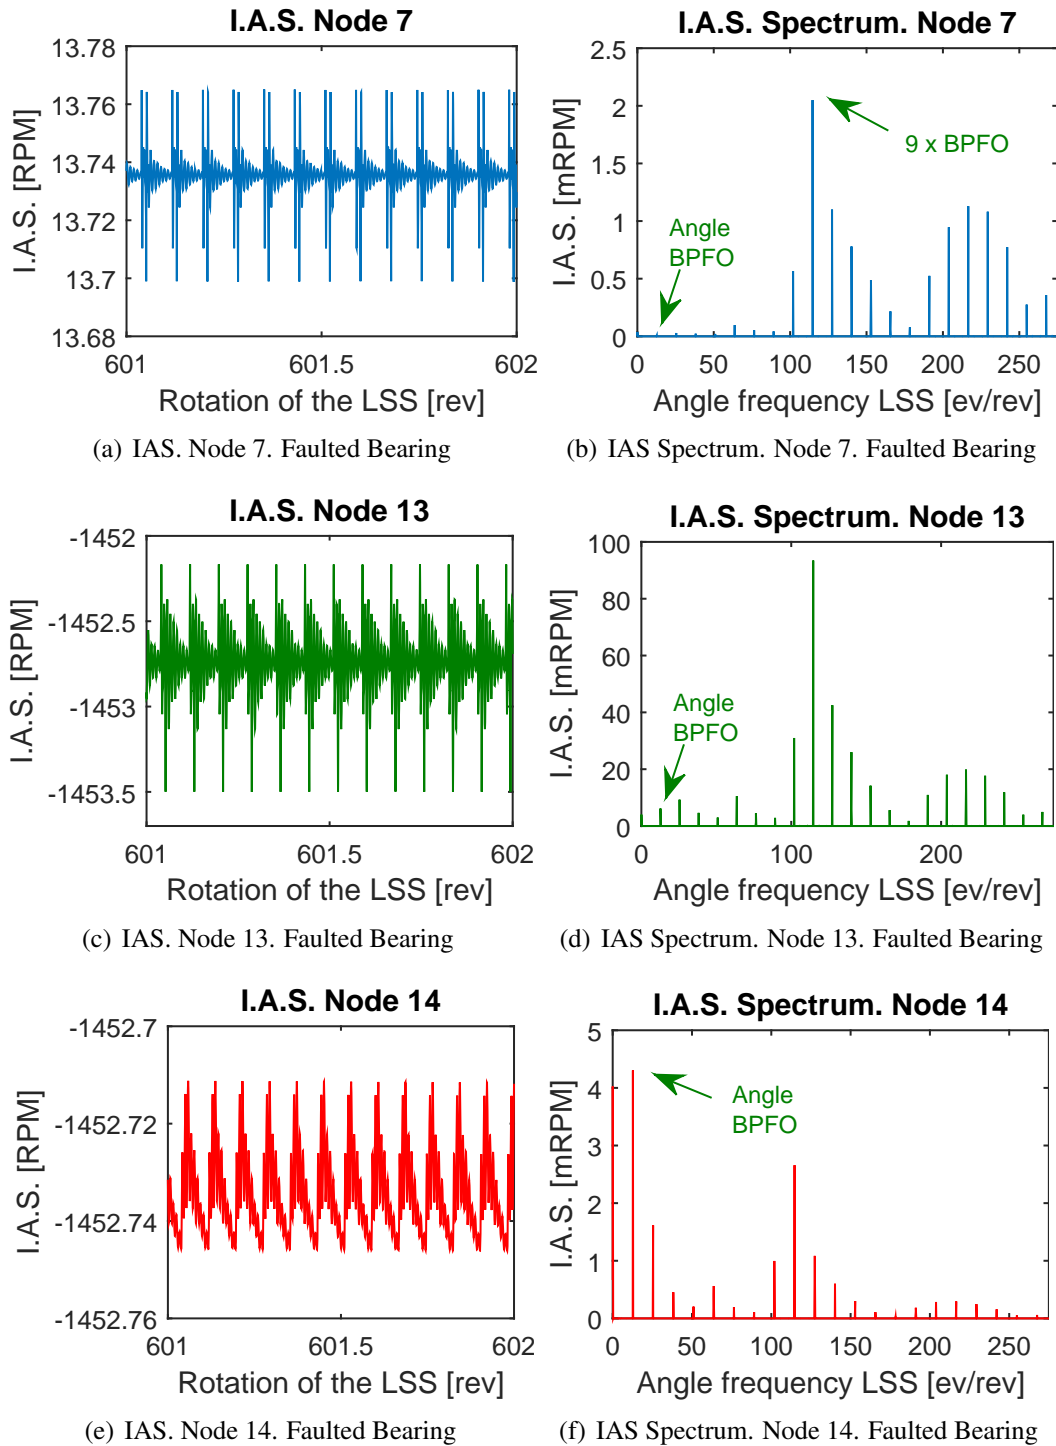 I.A.S. Node 7
13.78
13.76
13.74
13.72
13.7
13.68
I.A.S. [RPM]
601
601.5
602
Rotation of the LSS [rev]
(a) IAS. Node 7. Faulted Bearing
I.A.S. Spectrum. Node 7
2.5
2
1.5
1
0.5
0
I.A.S. [mRPM]
9 x BPFO
Angle
BPFO
0
50
100
150
200
250
Angle frequency LSS [ev/rev]
(b) IAS Spectrum. Node 7. Faulted Bearing
I.A.S. Node 13
-1452
-1452.5
-1453
-1453.5
I.A.S. [RPM]
601
601.5
602
Rotation of the LSS [rev]
(c) IAS. Node 13. Faulted Bearing
I.A.S. Spectrum. Node 13
100
80
60
40
20
0
I.A.S. [mRPM]
Angle
BPFO
0
100
200
Angle frequency LSS [ev/rev]
(d) IAS Spectrum. Node 13. Faulted Bearing
I.A.S. Node 14
-1452.7
-1452.72
-1452.74
-1452.76
I.A.S. [RPM]
601
601.5
602
Rotation of the LSS [rev]
(e) IAS. Node 14. Faulted Bearing
I.A.S. Spectrum. Node 14
5
4
3
2
1
0
I.A.S. [mRPM]
Angle
BPFO
0
50
100
150
200
250
Angle frequency LSS [ev/rev]
(f) IAS Spectrum. Node 14. Faulted Bearing